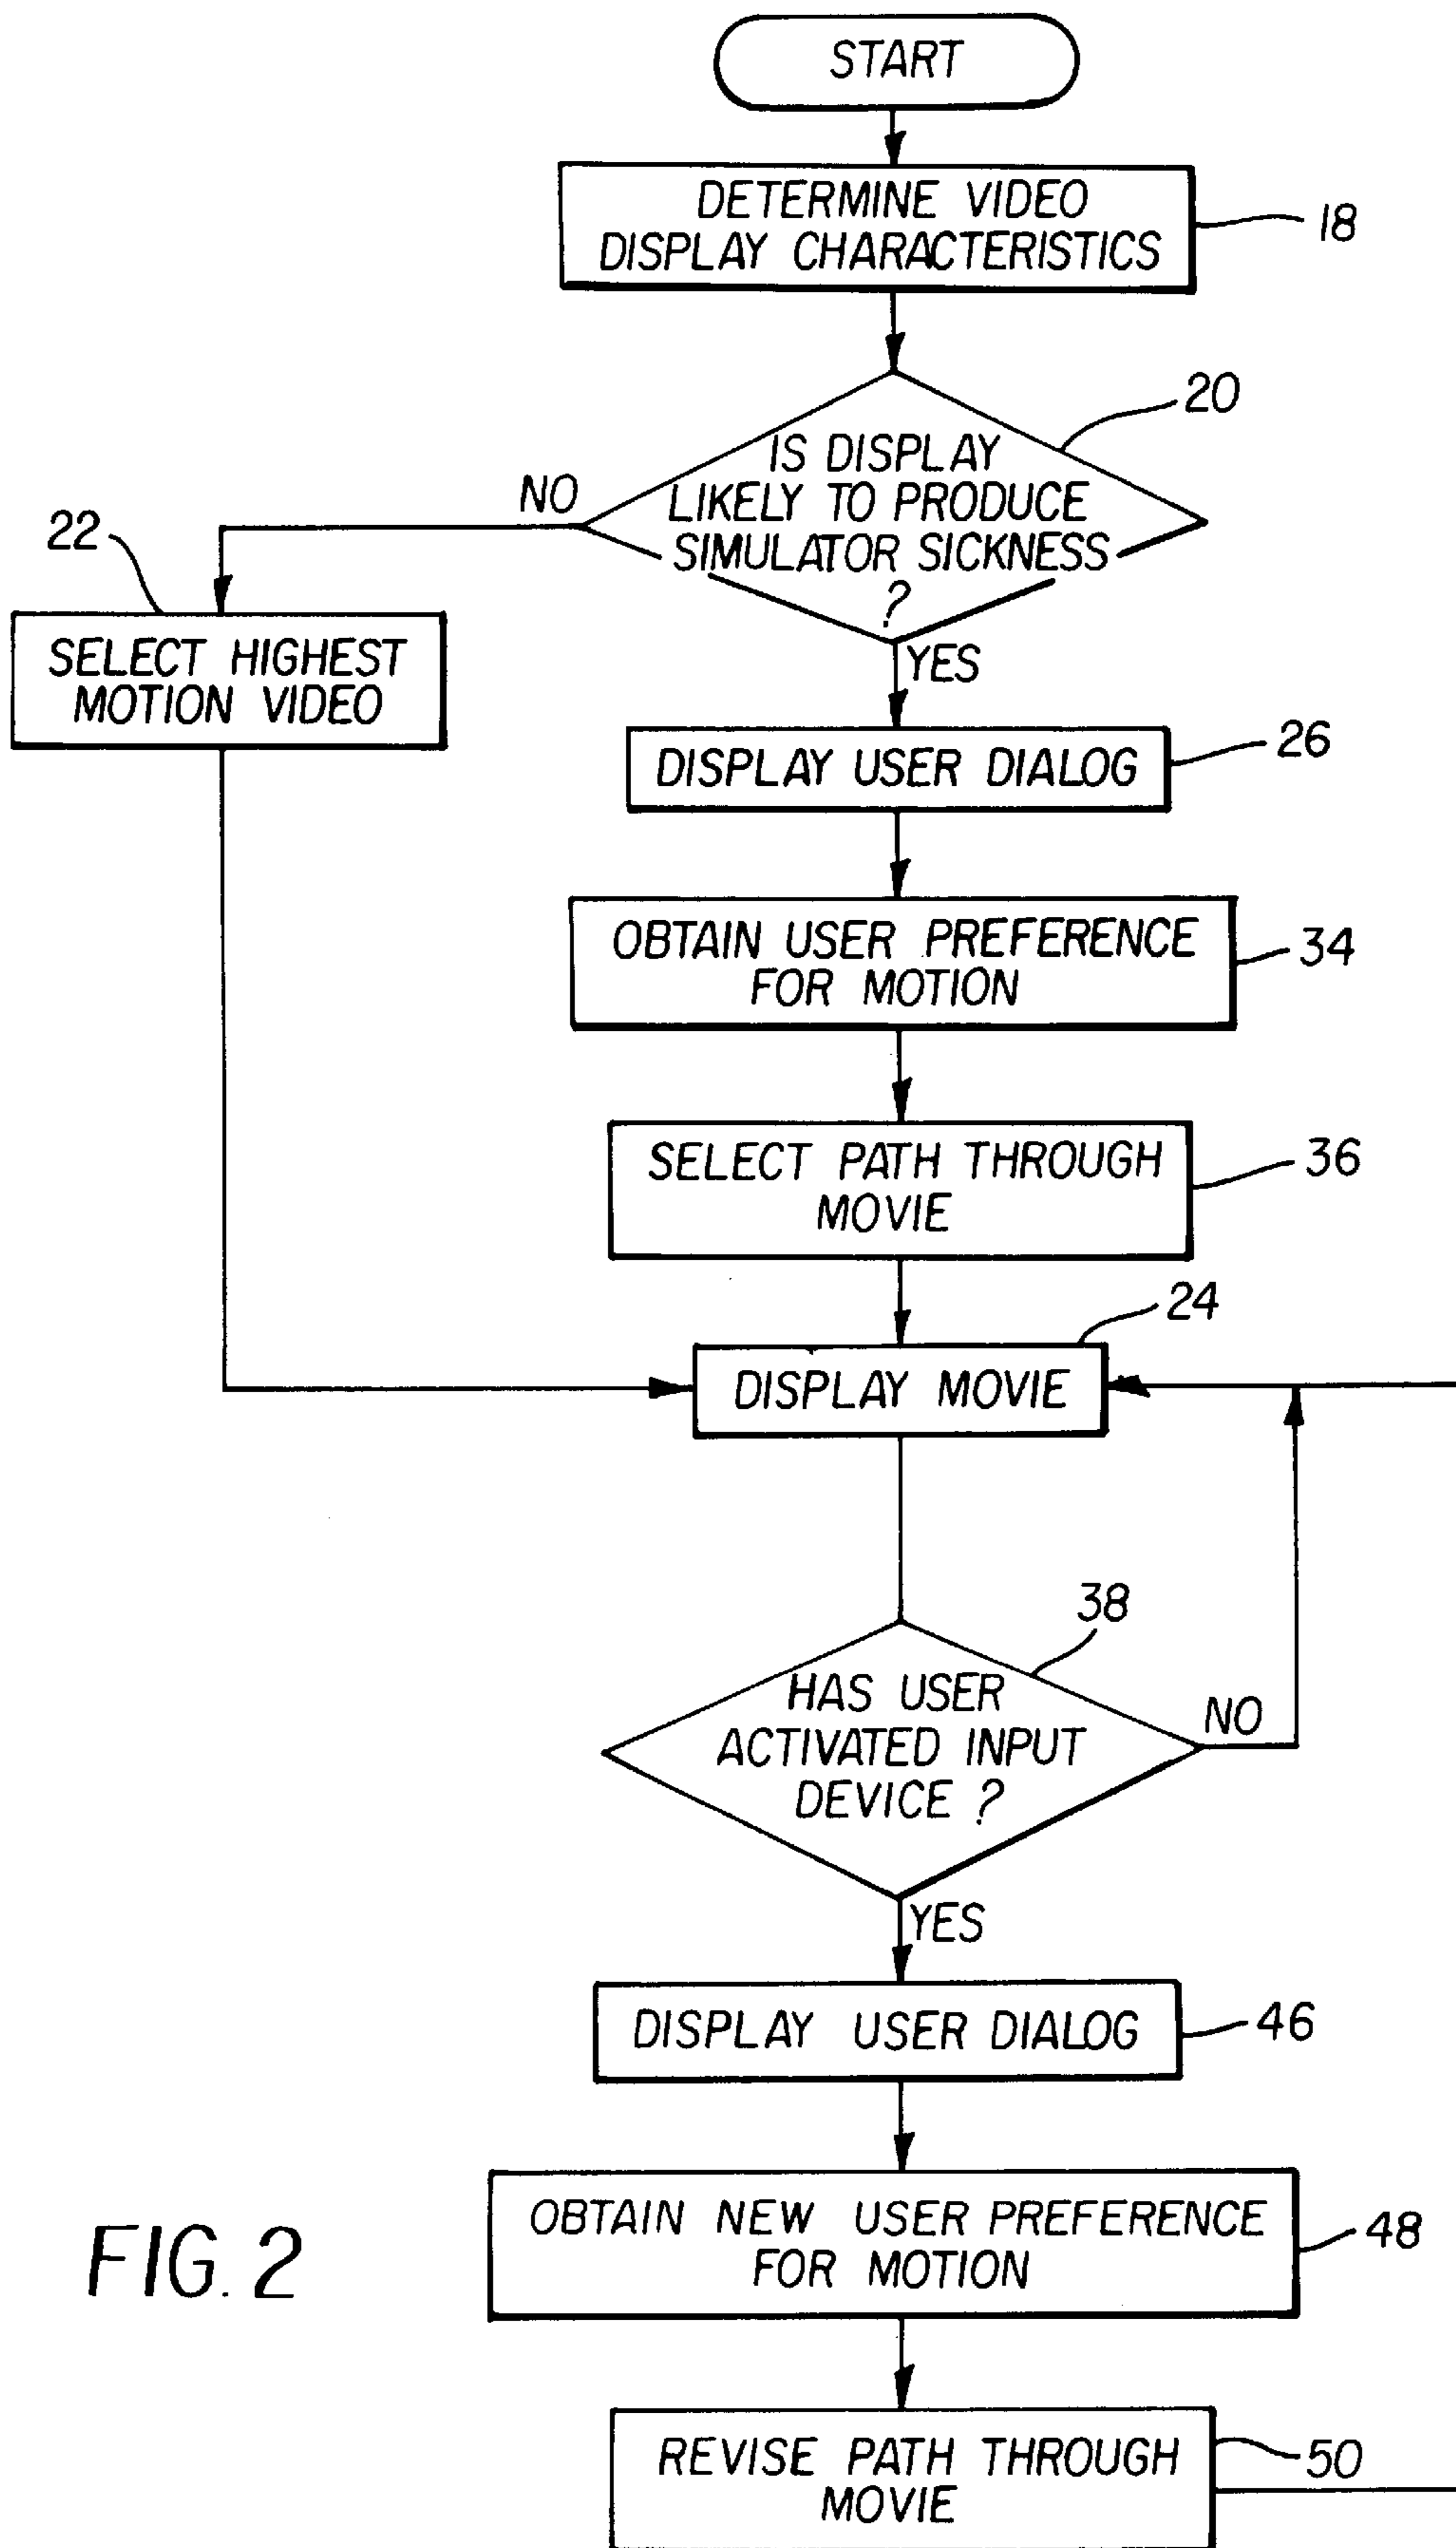 START
DETERMINE VIDEO
DISPLAY CHARACTERISTICS
18
20
IS DISPLAY
LIKELY TO PRODUCE
SIMULATOR SICKNESS
?
NO
YES
22
SELECT HIGHEST
MOTION VIDEO
DISPLAY USER DIALOG
26
OBTAIN USER PREFERENCE
FOR MOTION
34
SELECT PATH THROUGH
MOVIE
36
24
DISPLAY MOVIE
38
HAS USER
ACTIVATED INPUT
DEVICE ?
NO
YES
DISPLAY USER DIALOG
46
OBTAIN NEW USER PREFERENCE
FOR MOTION
48
REVISE PATH THROUGH
MOVIE
50
FIG. 2